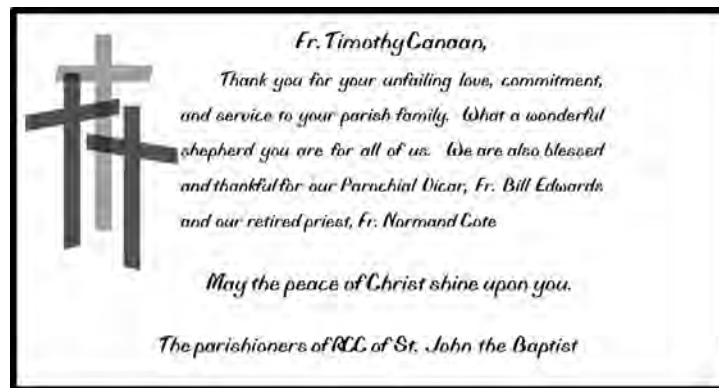 Fr. Timothy Canaan,
Thank you for your unfailing love, commitment,
and service to your parish family. What a wonderful
shepherd you are for all of us. We are also blessed
and thankful for our Parochial Vicar, Fr. Bill Edwards
and our retired priest, Fr. Normand Cote
May the peace of Christ shine upon you.
The parishioners of RCC of St. John the Baptist